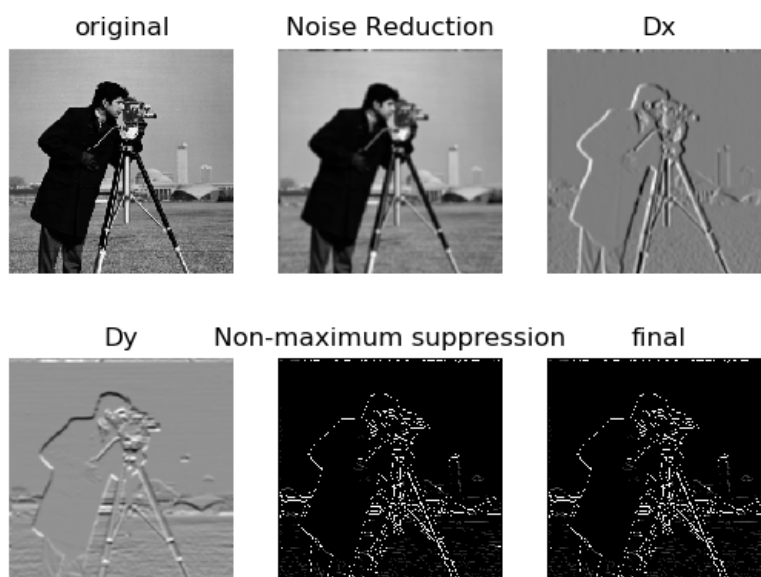 original
Noise Reduction
Dx
Dy
Non-maximum suppression
final